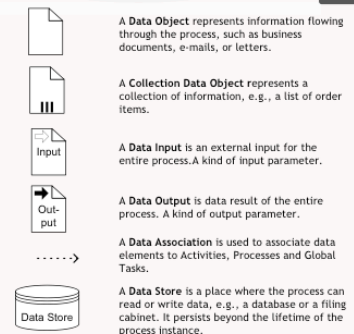 A Data Object represents information flowing
through the process, such as business
documents, e-mails, or letters.
A Collection Data Object represents a
collection of information, e.g., a list of order
items.
Input
A Data Input is an external input for the
entire process.A kind of input parameter.
Out-
put
A Data Output is data result of the entire
process. A kind of output parameter.
A Data Association is used to associate data
elements to Activities, Processes and Global
Tasks.
Data Store
A Data Store is a place where the process can
read or write data, e.g., a database or a filing
cabinet. It persists beyond the lifetime of the
process instance.